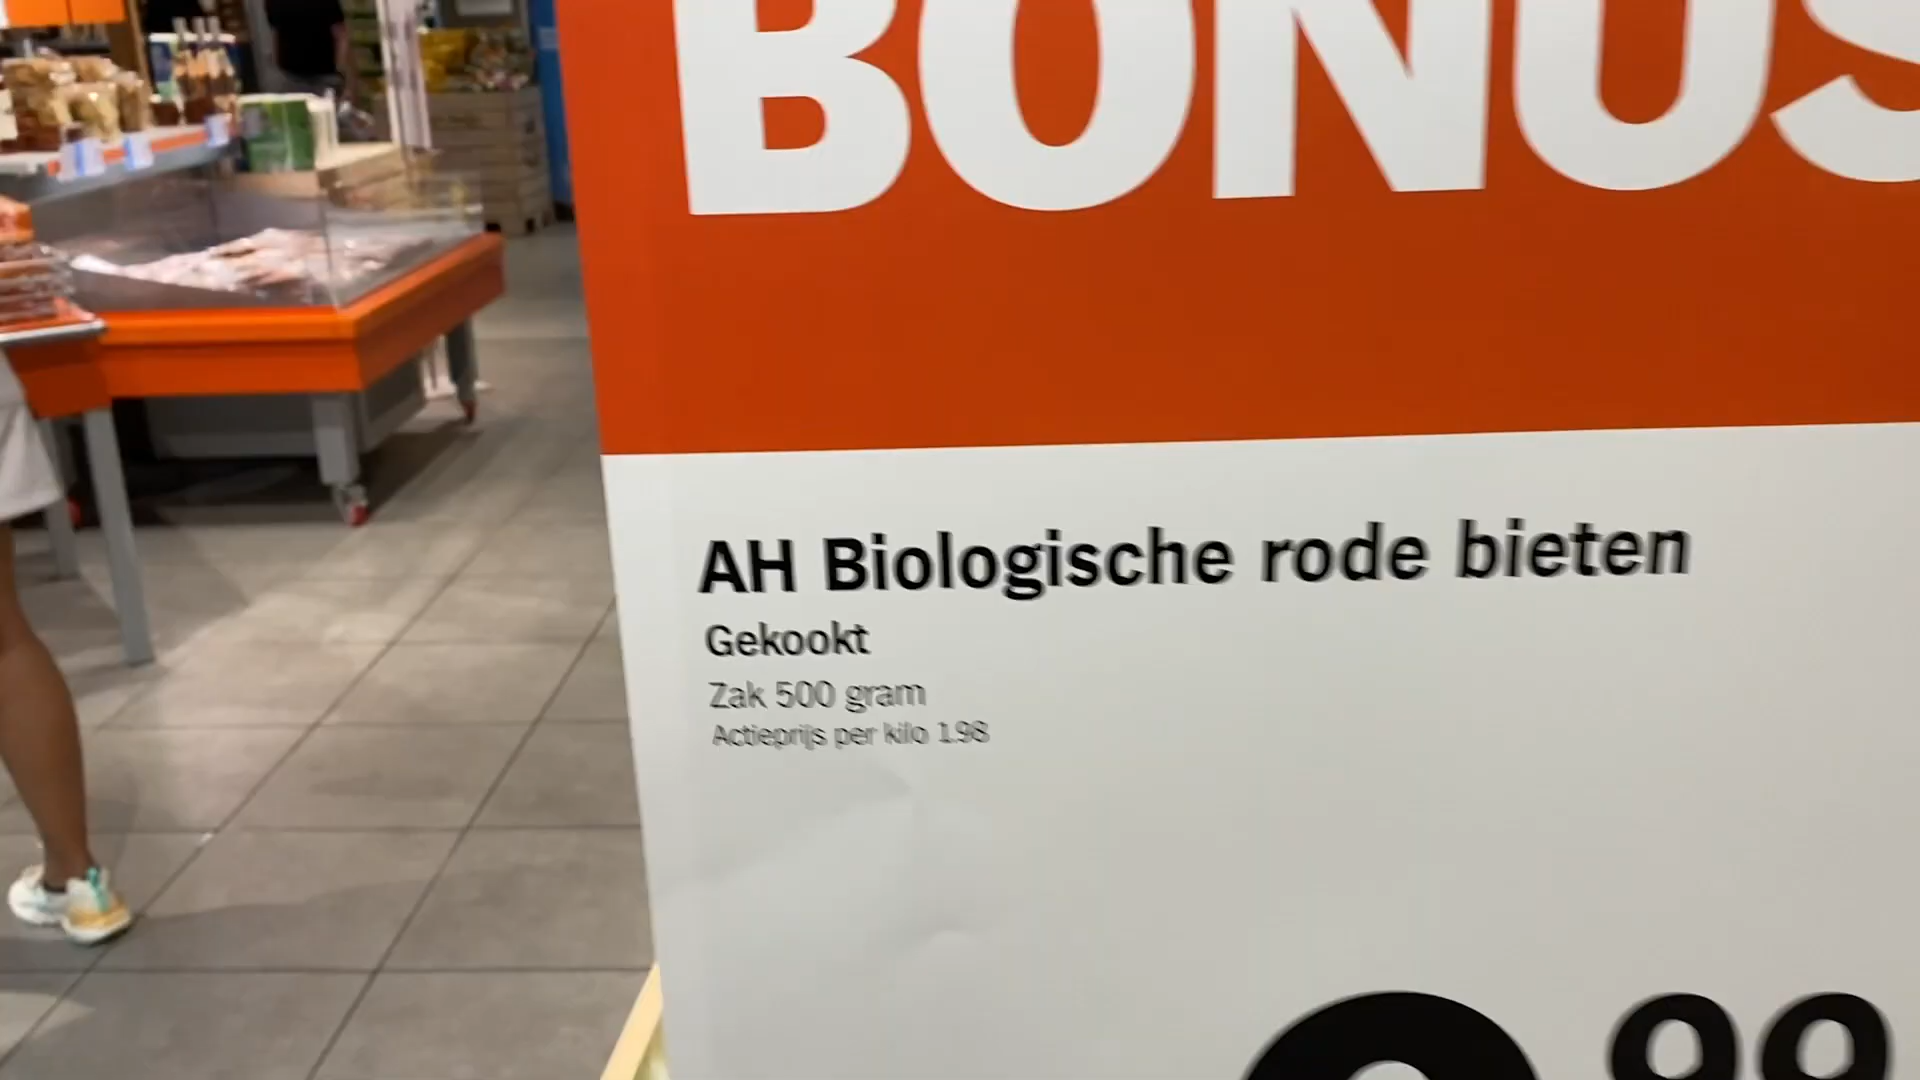 BONUS
AH Biologische rode bieten
Gekookt
Zak 500 gram
Actieprijs per kilo 1.98